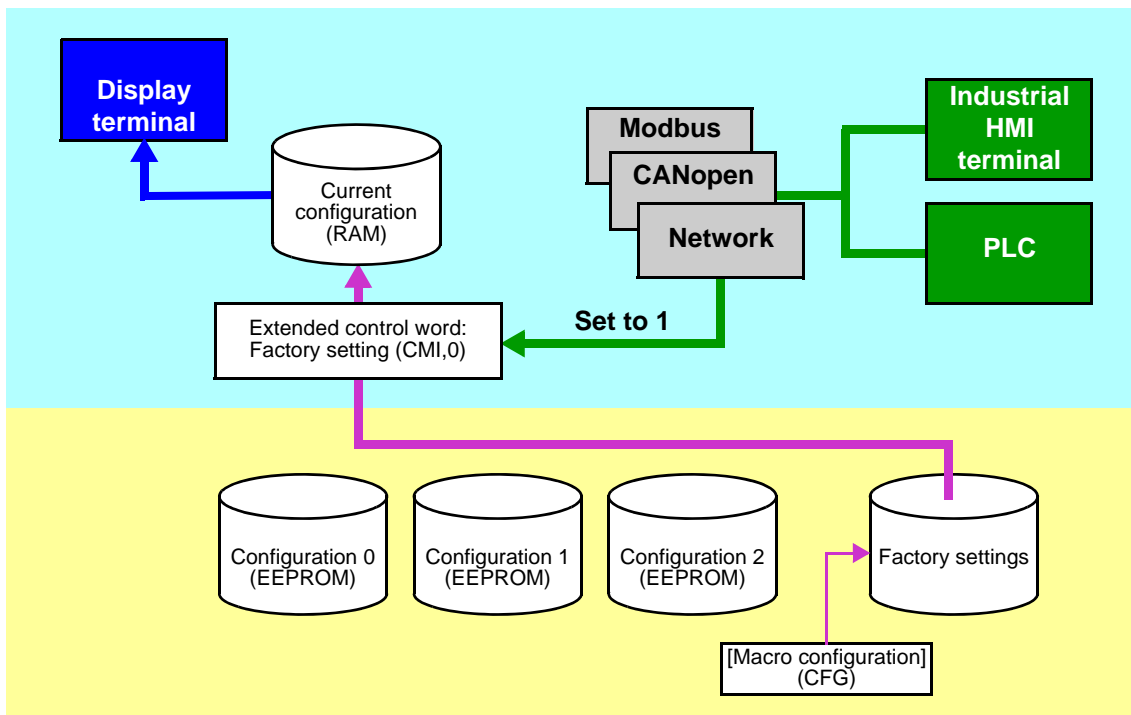 Display
terminal
Current
configuration
(RAM)
Modbus
CANopen
Network
Industrial
HMI
terminal
PLC
Extended control word:
Factory setting (CMI,0)
Set to 1
Configuration 0
(EEPROM)
Configuration 1
(EEPROM)
Configuration 2
(EEPROM)
Factory settings
[Macro configuration]
(CFG)